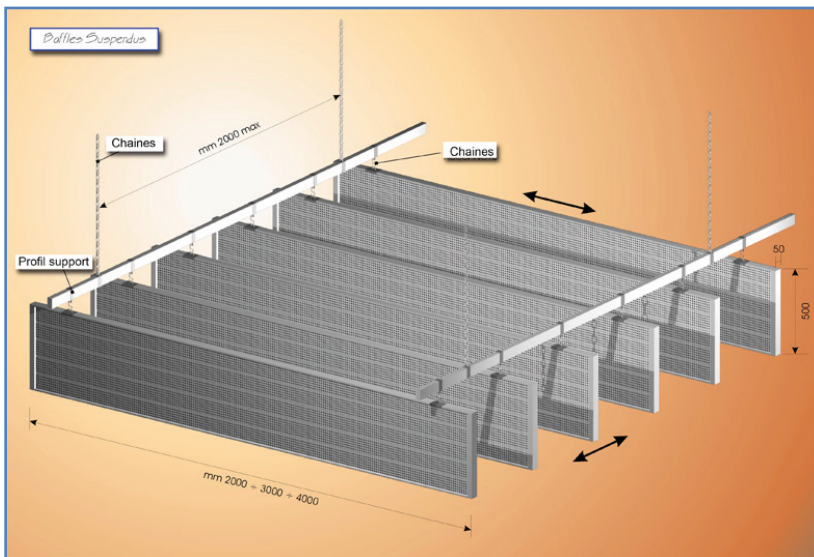 Baffles Suspendus
Chaines
mm 2000 max
Chaines
Profil support
50
500
mm 2000 ÷ 3000 ÷ 4000